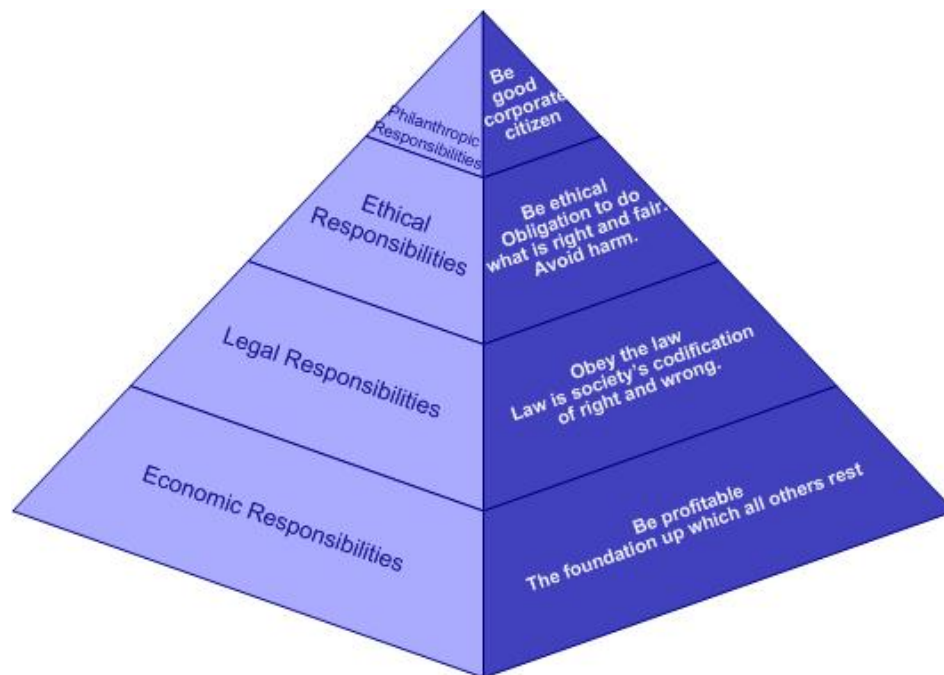 Philanthropic
Responsibilities
Be
good
corporate
citizen
Ethical
Responsibilities
Be ethical
Obligation to do
what is right and fair.
Avoid harm.
Legal Responsibilities
Obey the law
Law is society's codification
of right and wrong.
Economic Responsibilities
Be profitable
The foundation up which all others rest